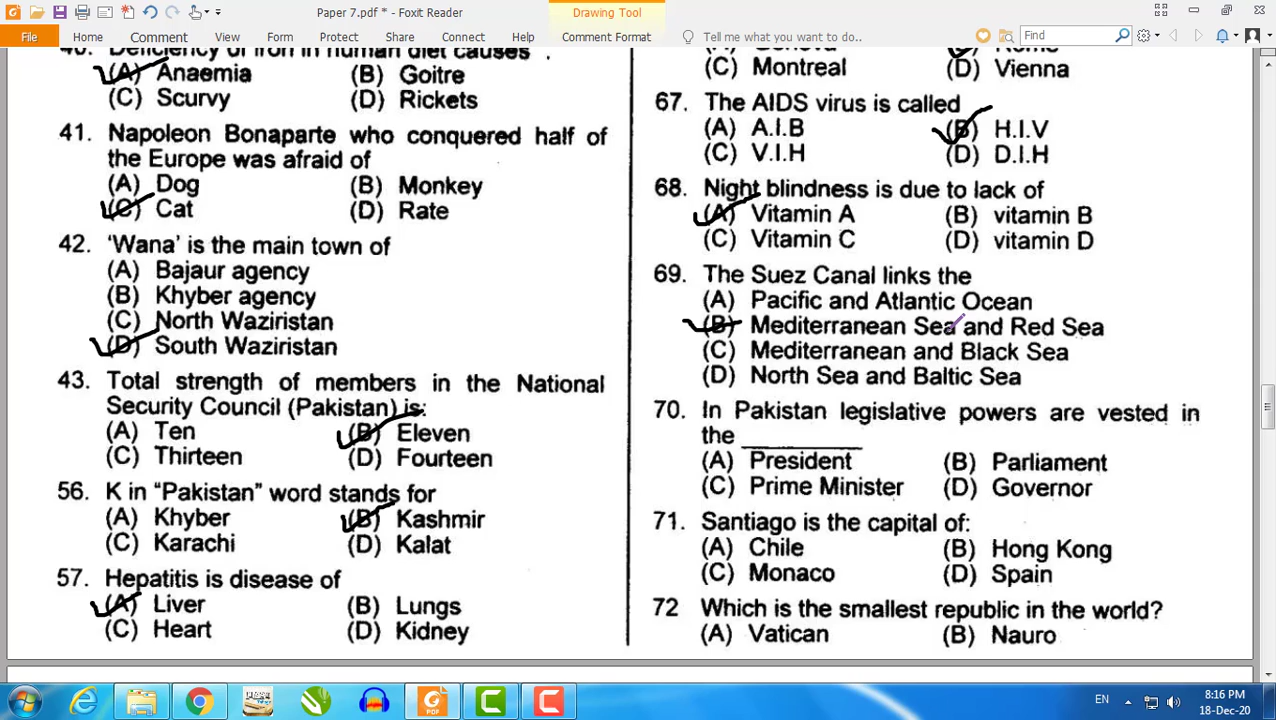 Paper 7.pdf * - Foxit Reader
Drawing Tool
File
Home
Comment
View
Form
Protect
Share
Connect
Help
Comment Format
Tell me what you want to do..
Find
40. Deficiency of iron in human diet causes
(A) Anaemia (B) Goitre
(C) Scurvy (D) Rickets
41. Napoleon Bonaparte who conquered half of
the Europe was afraid of
(A) Dog (B) Monkey
(C) Cat (D) Rate
42. 'Wana' is the main town of
(A) Bajaur agency
(B) Khyber agency
(C) North Waziristan
(D) South Waziristan
43. Total strength of members in the National
Security Council (Pakistan) is:
(A) Ten (B) Eleven
(C) Thirteen (D) Fourteen
56. K in "Pakistan" word stands for
(A) Khyber (B) Kashmir
(C) Karachi (D) Kalat
57. Hepatitis is disease of
(A) Liver (B) Lungs
(C) Heart (D) Kidney
(C) Montreal (D) Vienna
67. The AIDS virus is called
(A) A.I.B (B) H.I.V
(C) V.I.H (D) D.I.H
68. Night blindness is due to lack of
(A) Vitamin A (B) vitamin B
(C) Vitamin C (D) vitamin D
69. The Suez Canal links the
(A) Pacific and Atlantic Ocean
(B) Mediterranean Sea and Red Sea
(C) Mediterranean and Black Sea
(D) North Sea and Baltic Sea
70. In Pakistan legislative powers are vested in
the ___________
(A) President (B) Parliament
(C) Prime Minister (D) Governor
71. Santiago is the capital of:
(A) Chile (B) Hong Kong
(C) Monaco (D) Spain
72 Which is the smallest republic in the world?
(A) Vatican (B) Nauro
EN
8:16 PM
18-Dec-20